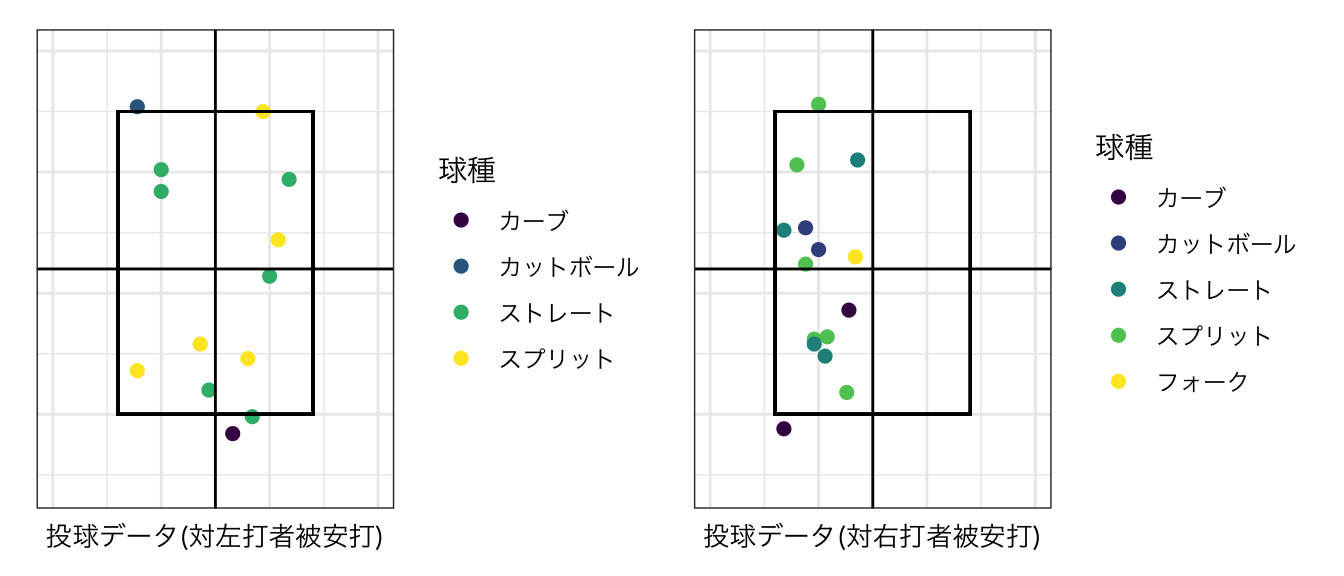 球種
カーブ
カットボール
ストレート
スプリット
投球データ(対左打者被安打)
球種
カーブ
カットボール
ストレート
スプリット
フォーク
投球データ(対右打者被安打)